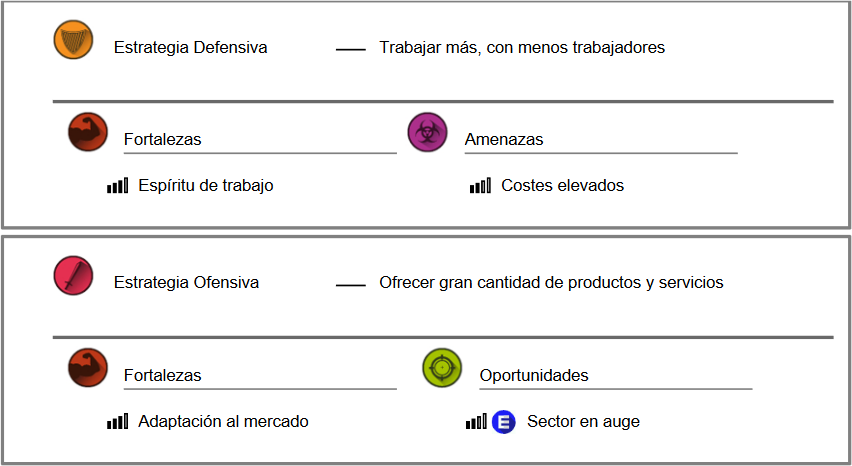 Estrategia Defensiva — Trabajar más, con menos trabajadores
Fortalezas Amenazas
Espíritu de trabajo Costes elevados
Estrategia Ofensiva — Ofrecer gran cantidad de productos y servicios
Fortalezas Oportunidades
Adaptación al mercado E Sector en auge